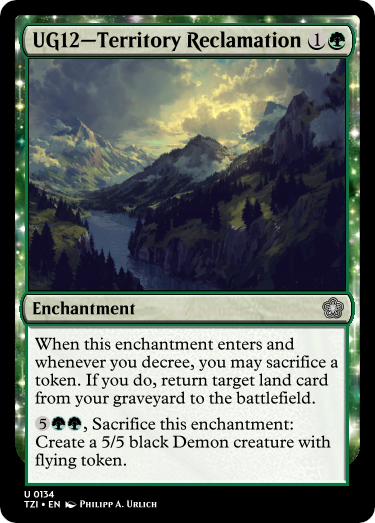 UG12—Territory Reclamation 1
Enchantment
When this enchantment enters and
whenever you decree, you may sacrifice a
token. If you do, return target land card
from your graveyard to the battlefield.
5, Sacrifice this enchantment:
Create a 5/5 black Demon creature with
flying token.
U 0134
TZI • EN Philipp A. Urlich